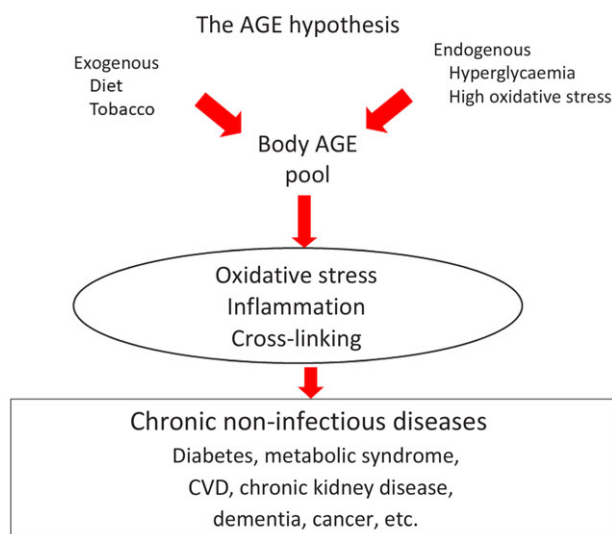 The AGE hypothesis
Exogenous
Diet
Tobacco
Endogenous
Hyperglycaemia
High oxidative stress
Body AGE
pool
Oxidative stress
Inflammation
Cross-linking
Chronic non-infectious diseases
Diabetes, metabolic syndrome,
CVD, chronic kidney disease,
dementia, cancer, etc.